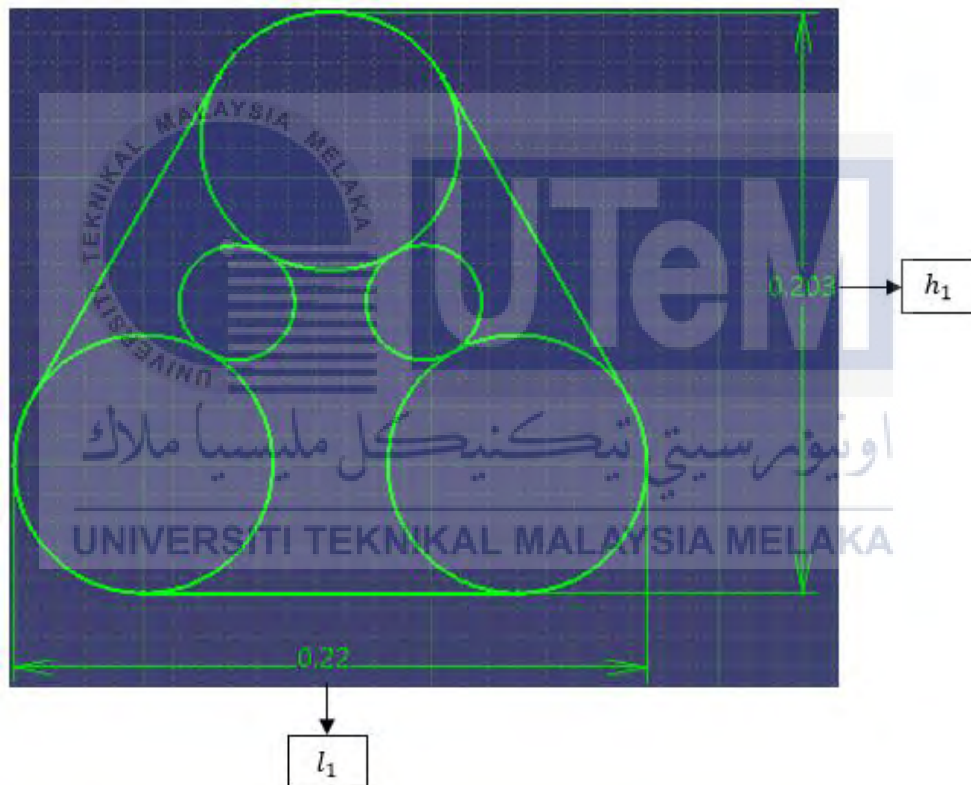 UNIVERSITI TEKNIKAL MALAYSIA MELAKA
UTeM
0.203
h₁
اونيۏرسيتي تيكنيكل مليسيا ملاك
UNIVERSITI TEKNIKAL MALAYSIA MELAKA
0.22
l₁